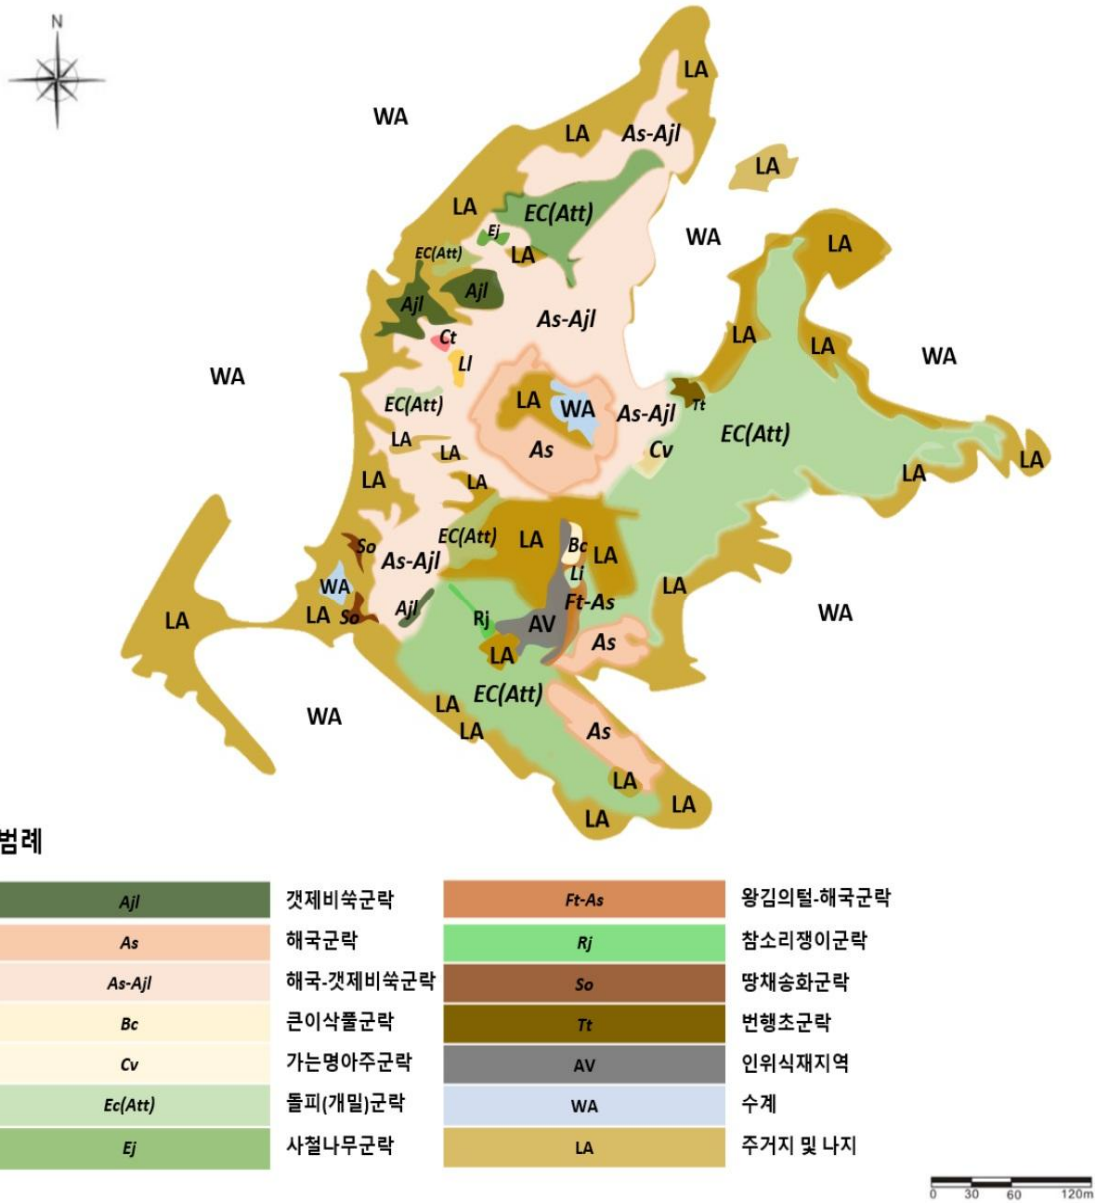 N
LA
WA
LA
As-Ajl
LA
LA
EC(Att)
WA
Ej
LA
EC(Att)
LA
Ajl
Ajl
As-Ajl
LA
Ct
LA
WA
Ll
WA
EC(Att)
LA
WA
As-Ajl
Tt
EC(Att)
LA
LA
As
Cv
LA
LA
LA
LA
So
As-Ajl
EC(Att)
LA
Bc
LA
Li
WA
LA
WA
LA
LA
So
Ajl
Rj
AV
Ft-As
LA
As
EC(Att)
WA
LA
LA
As
LA
LA
LA
범례
Ajl 갯제비쑥군락
As 해국군락
As-Ajl 해국-갯제비쑥군락
Bc 큰이삭풀군락
Cv 가는명아주군락
Ec(Att) 돌피(개밀)군락
Ej 사철나무군락
Ft-As 왕김의털-해국군락
Rj 참소리쟁이군락
So 땅채송화군락
Tt 번행초군락
AV 인위식재지역
WA 수계
LA 주거지 및 나지
0 30 60 120m